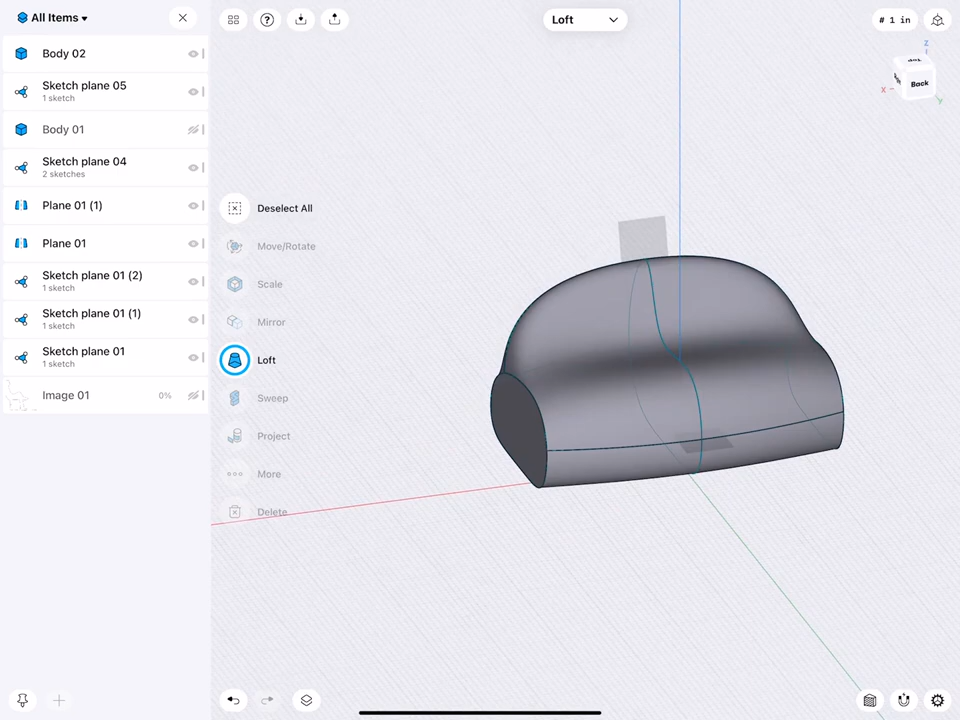 All Items
Loft
# 1 in
Body 02
Sketch plane 05
1 sketch
Body 01
Sketch plane 04
2 sketches
Plane 01 (1)
Plane 01
Sketch plane 01 (2)
1 sketch
Sketch plane 01 (1)
1 sketch
Sketch plane 01
1 sketch
Image 01
0%
Deselect All
Move/Rotate
Scale
Mirror
Loft
Sweep
Project
More
Delete
Z
Back
X
Y